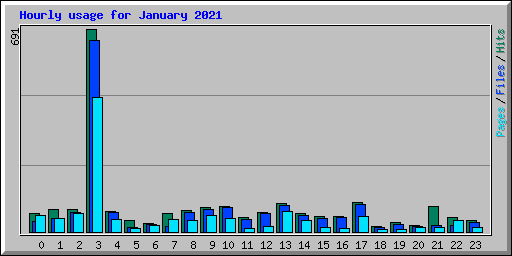 Hourly usage for January 2021
691
Pages/Files/Hits
0 1 2 3 4 5 6 7 8 9 10 11 12 13 14 15 16 17 18 19 20 21 22 23